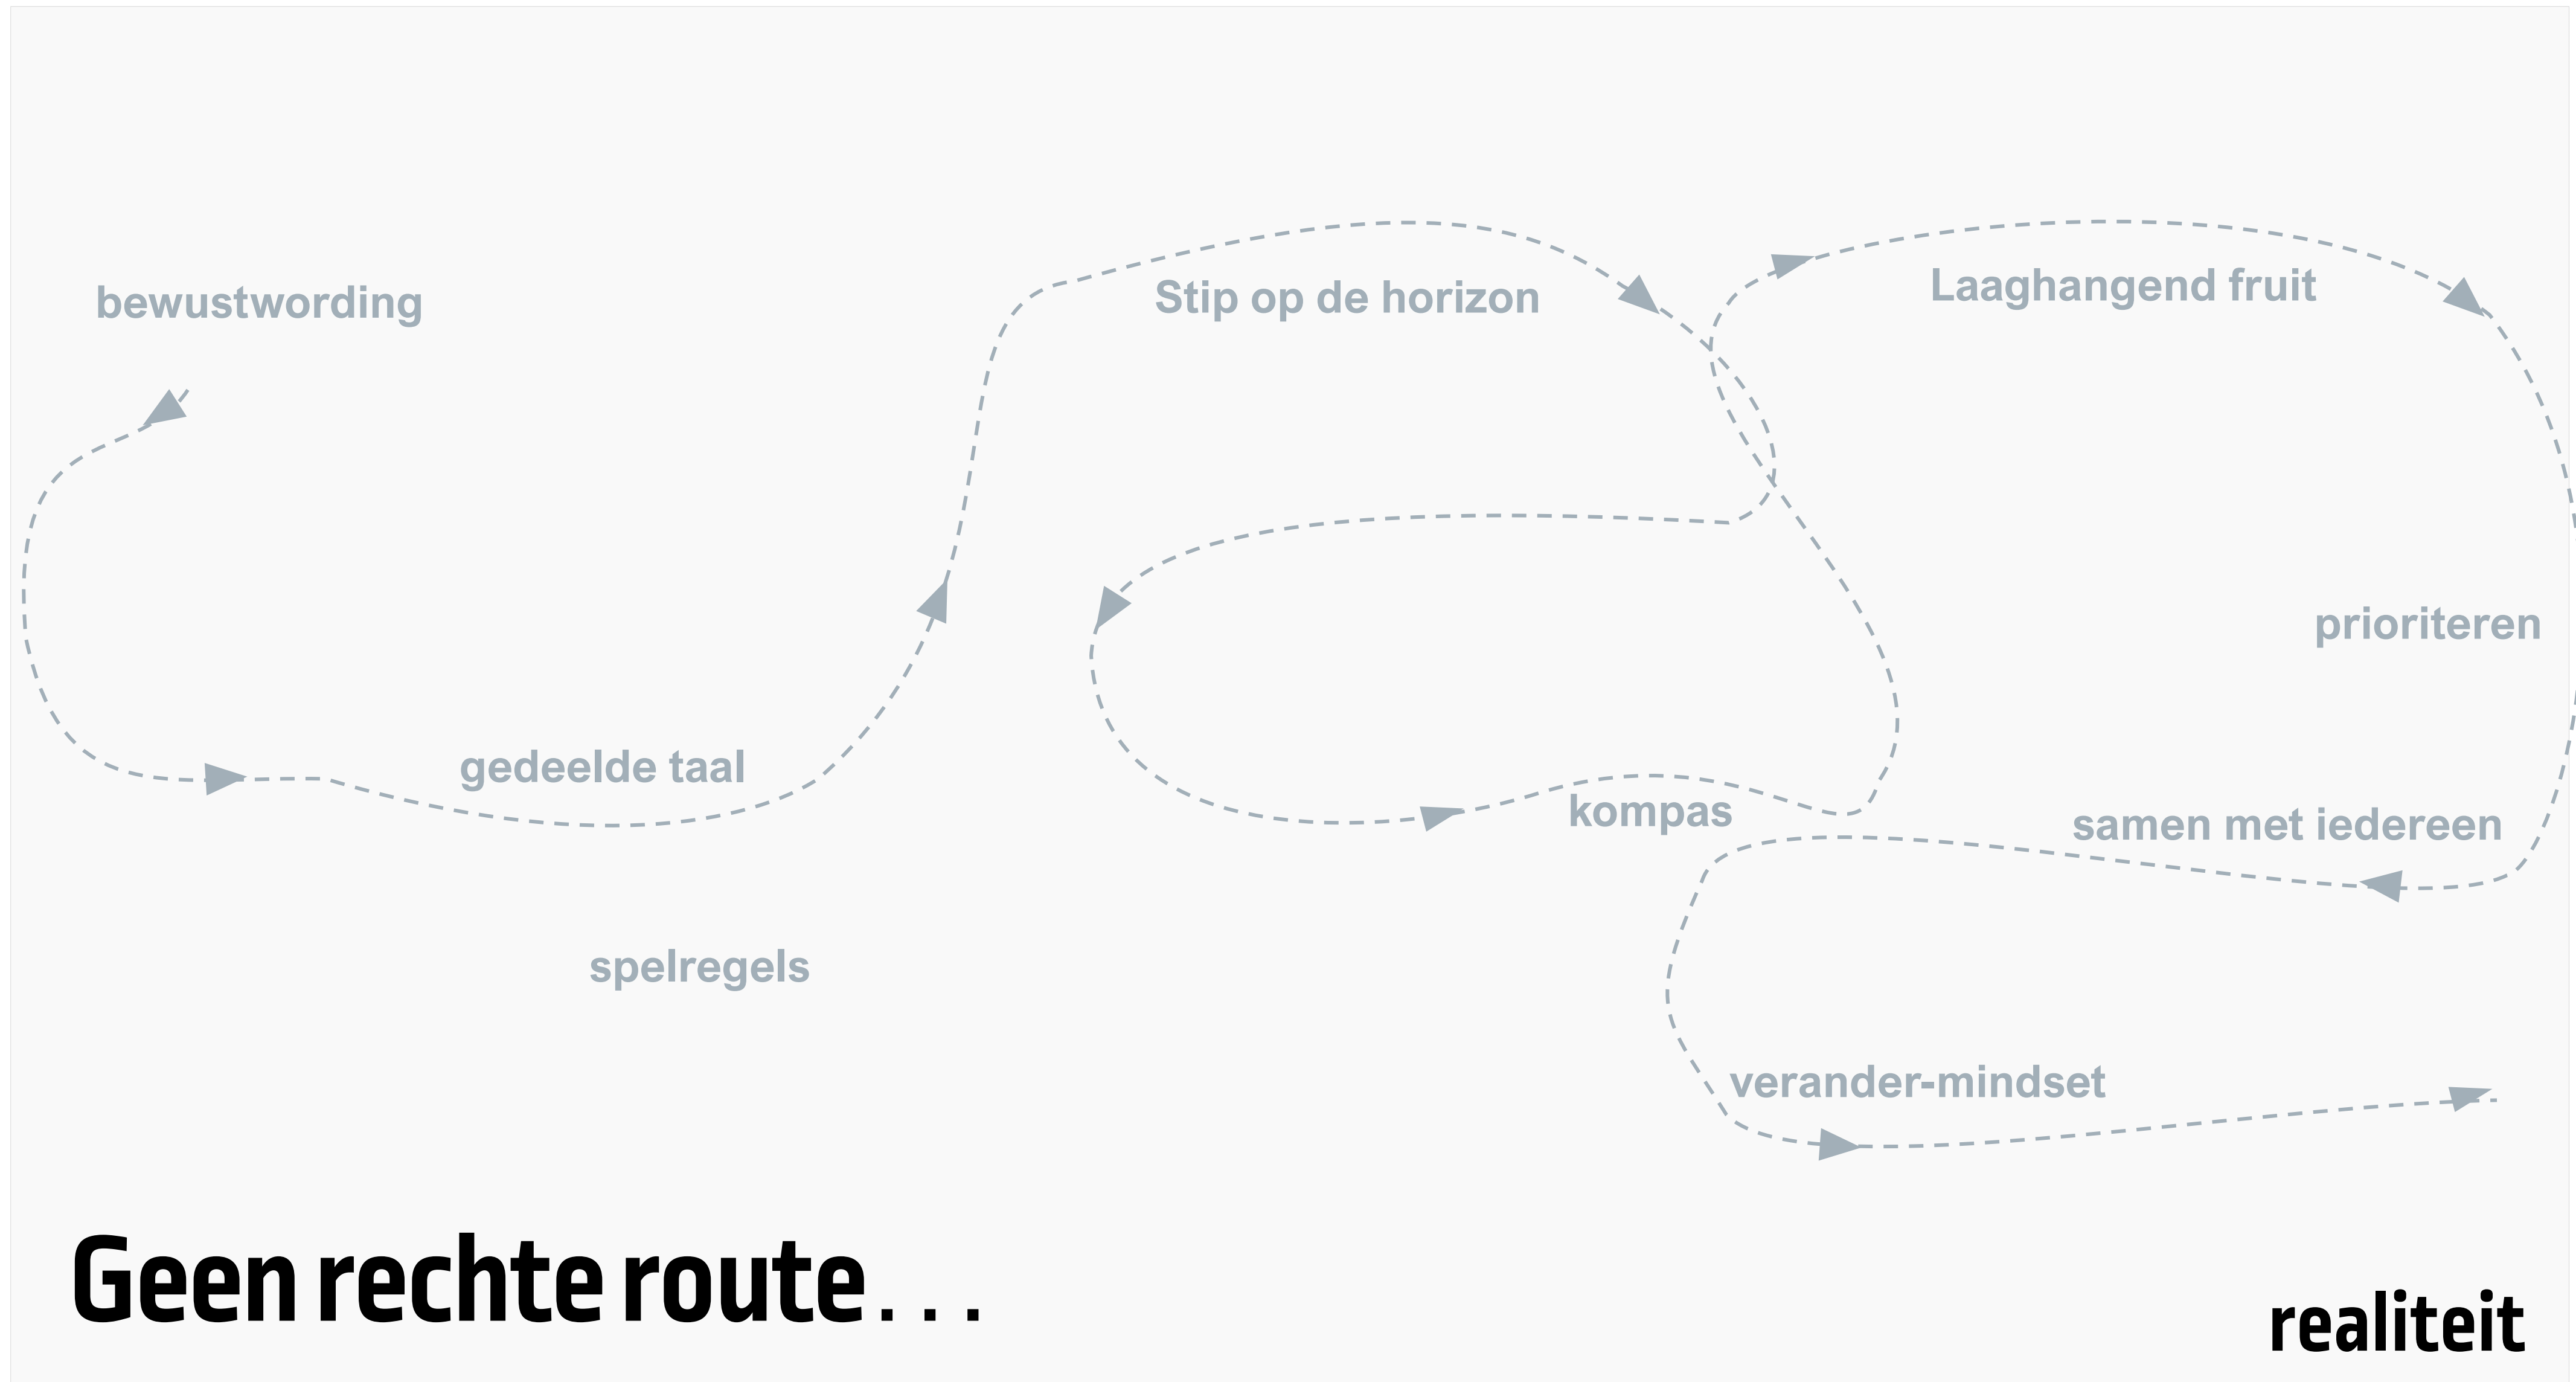 bewustwording
Stip op de horizon
Laaghangend fruit
prioriteren
gedeelde taal
kompas
samen met iedereen
spelregels
verander-mindset
Geen rechte route...
realiteit